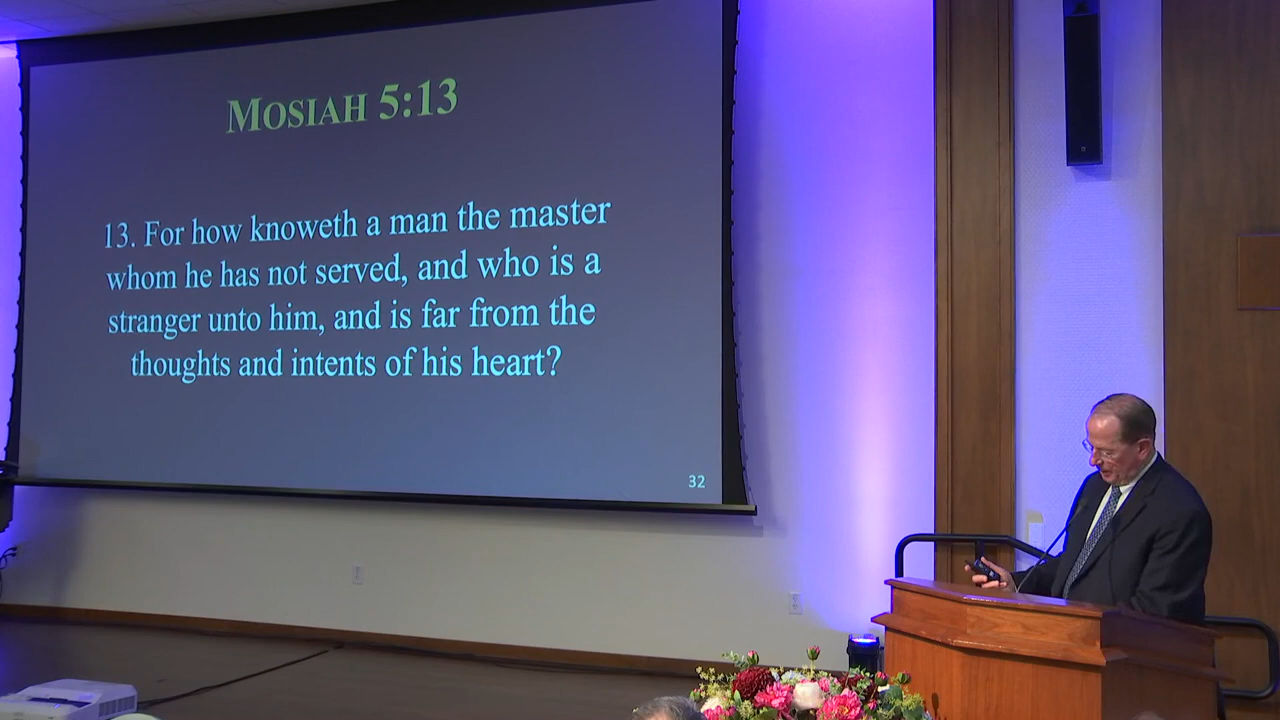 MOSIAH 5:13
13. For how knoweth a man the master
whom he has not served, and who is a
stranger unto him, and is far from the
thoughts and intents of his heart?
32